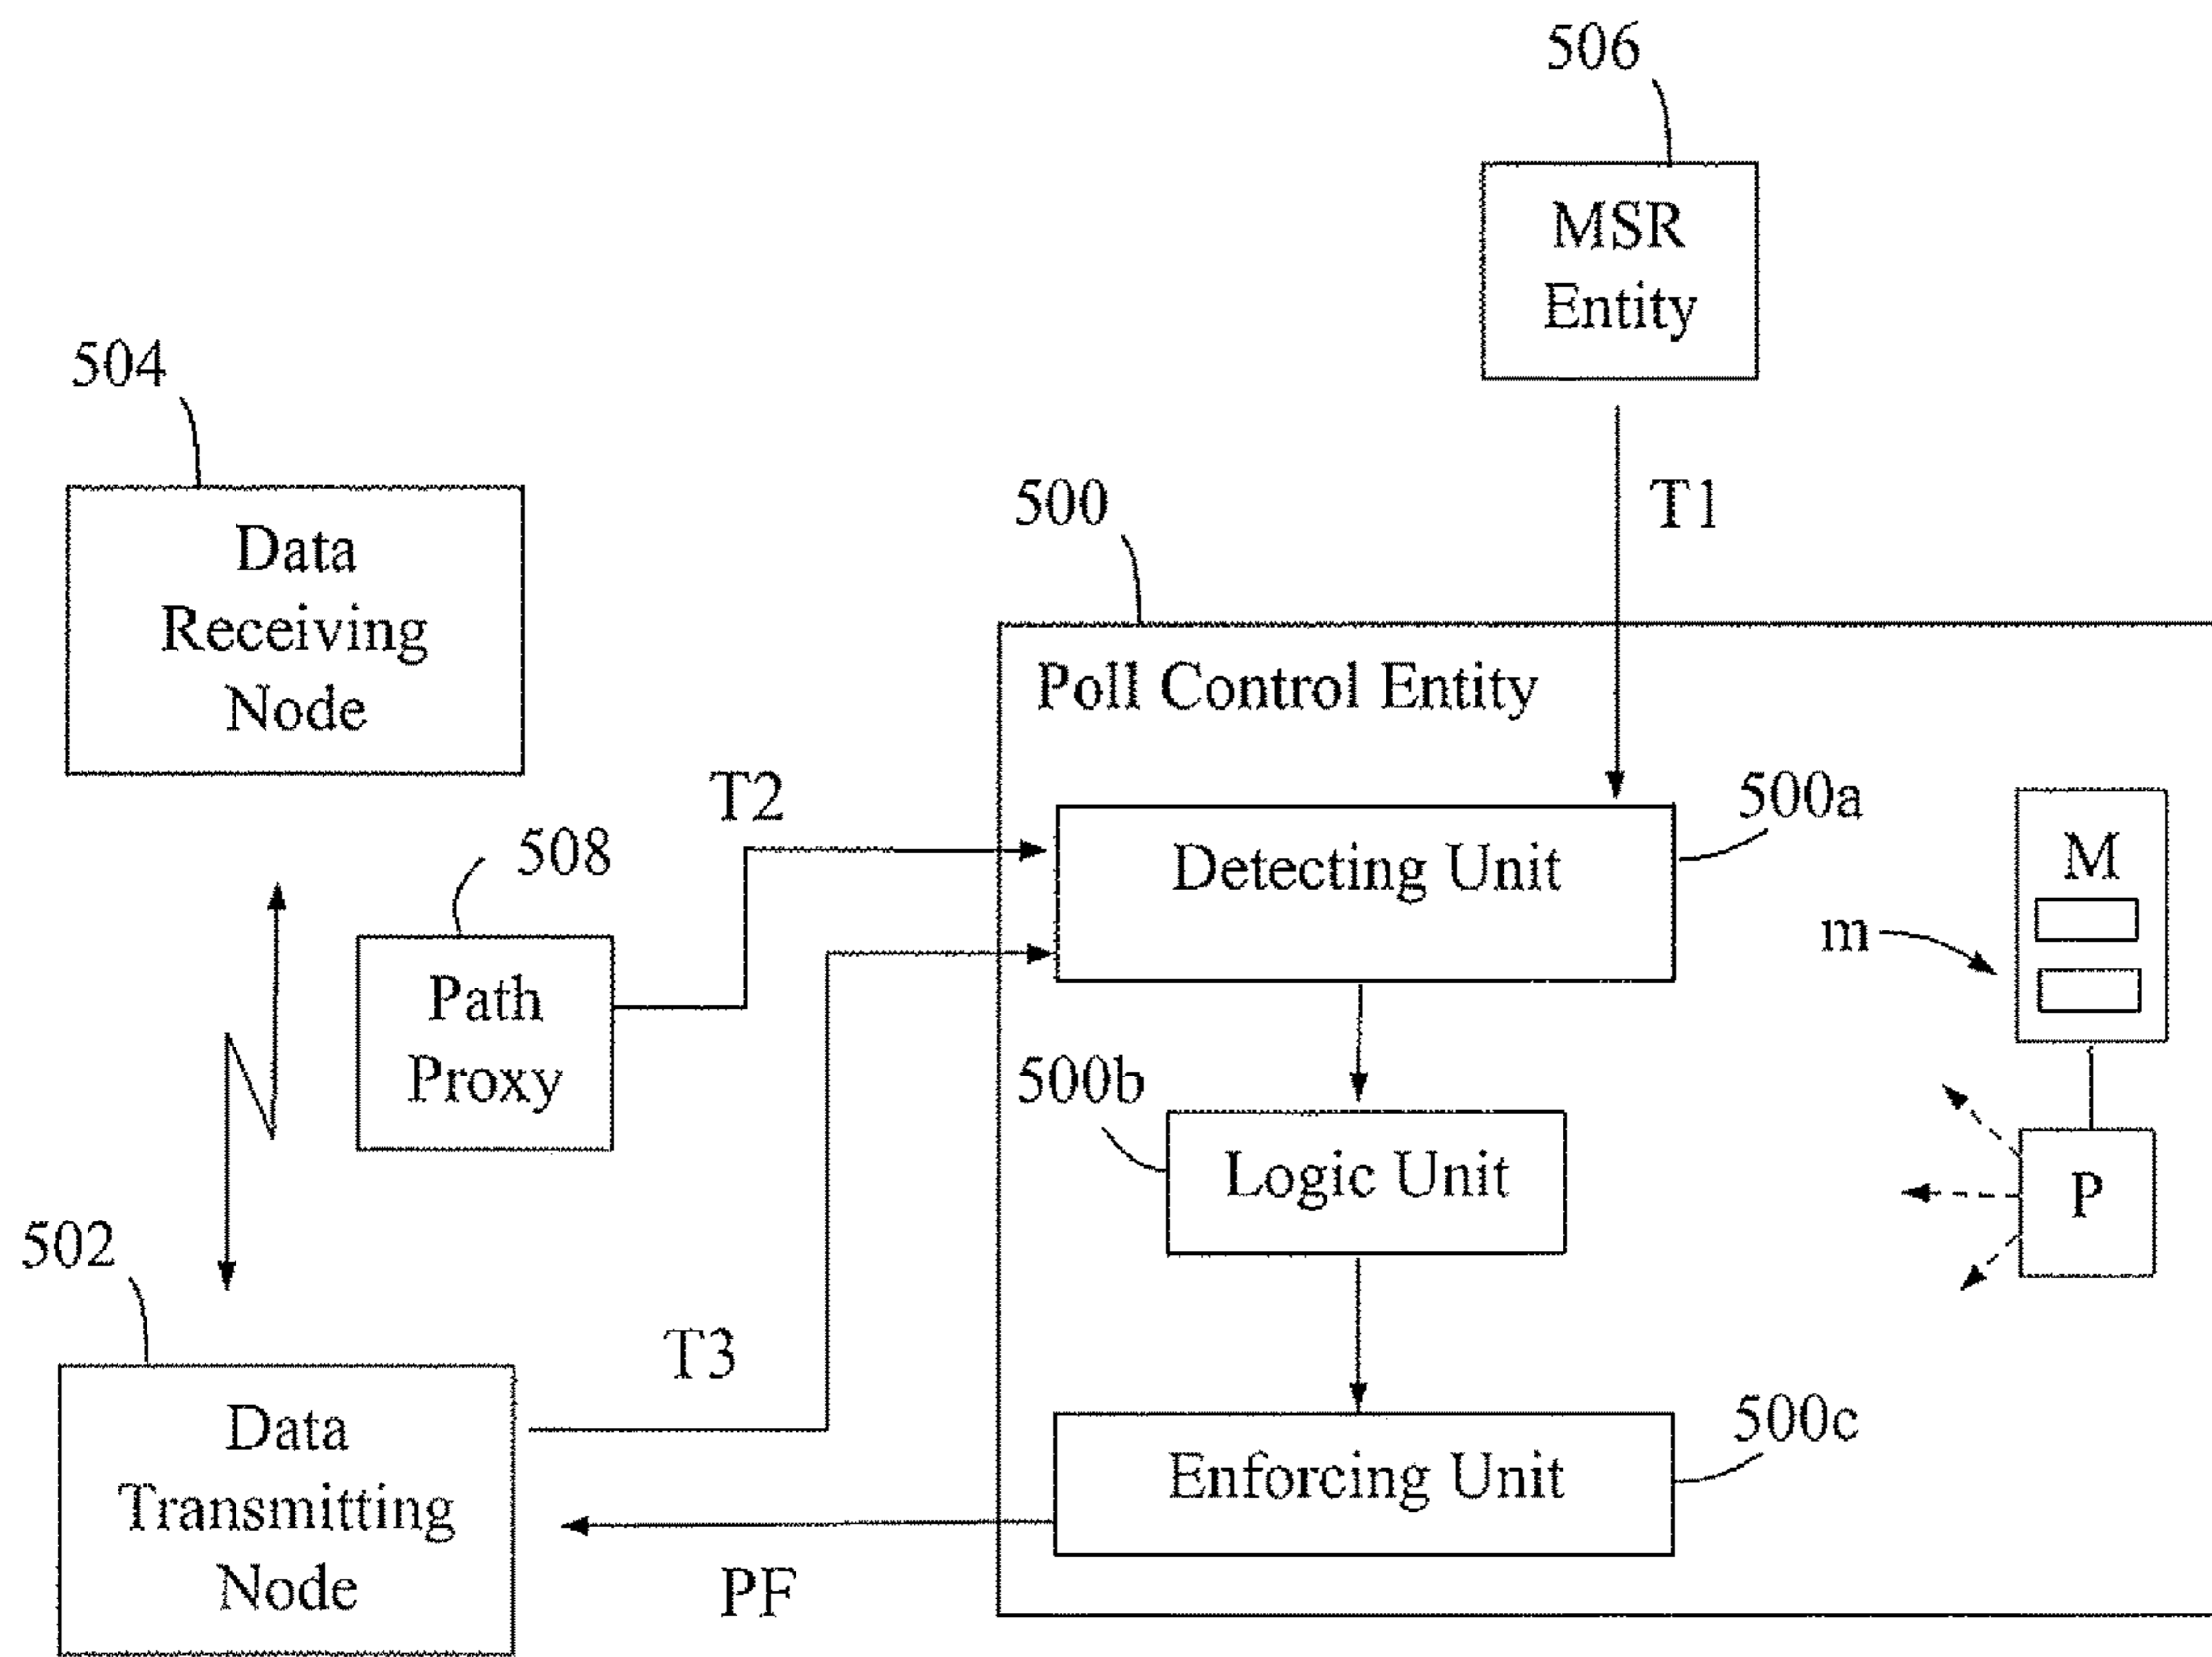 506
MSR
Entity
504
500
T1
Data
Receiving
Node
Poll Control Entity
T2
500a
508
Detecting Unit
M
m
Path
Proxy
500b
Logic Unit
P
502
T3
500c
Data
Transmitting
Node
Enforcing Unit
PF